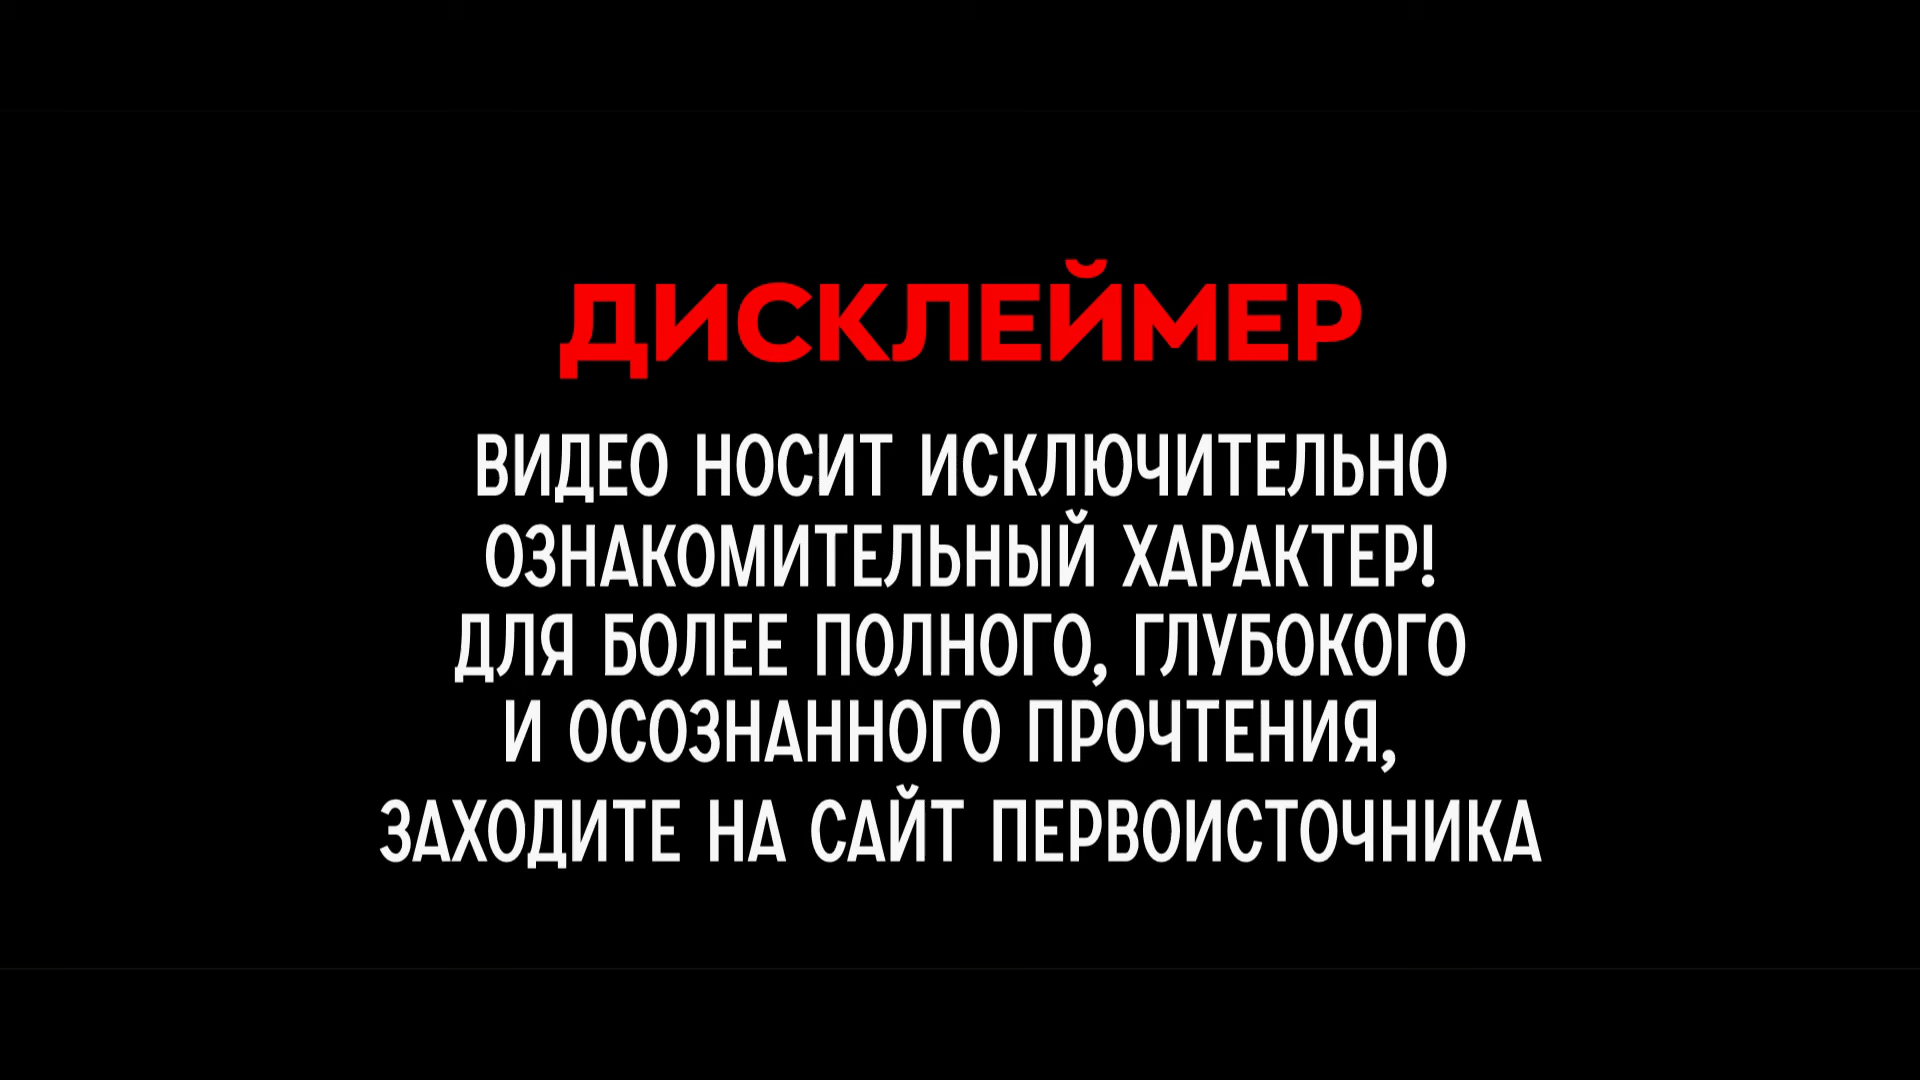 ДИСКЛЕЙМЕР
ВИДЕО НОСИТ ИСКЛЮЧИТЕЛЬНО
ОЗНАКОМИТЕЛЬНЫЙ ХАРАКТЕР!
ДЛЯ БОЛЕЕ ПОЛНОГО, ГЛУБОКОГО
И ОСОЗНАННОГО ПРОЧТЕНИЯ,
ЗАХОДИТЕ НА САЙТ ПЕРВОИСТОЧНИКА